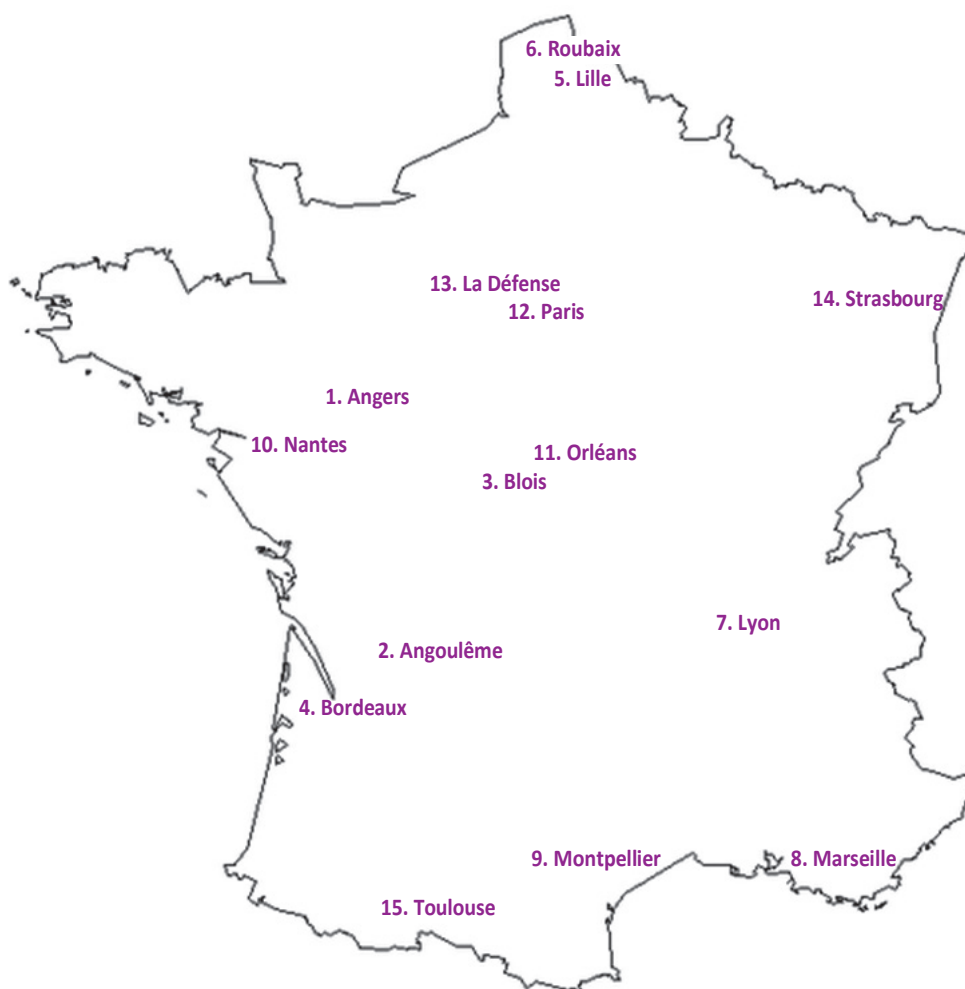 6. Roubaix
5. Lille
13. La Défense
14. Strasbourg
12. Paris
1. Angers
10. Nantes
11. Orléans
3. Blois
7. Lyon
2. Angoulême
4. Bordeaux
9. Montpellier
8. Marseille
15. Toulouse